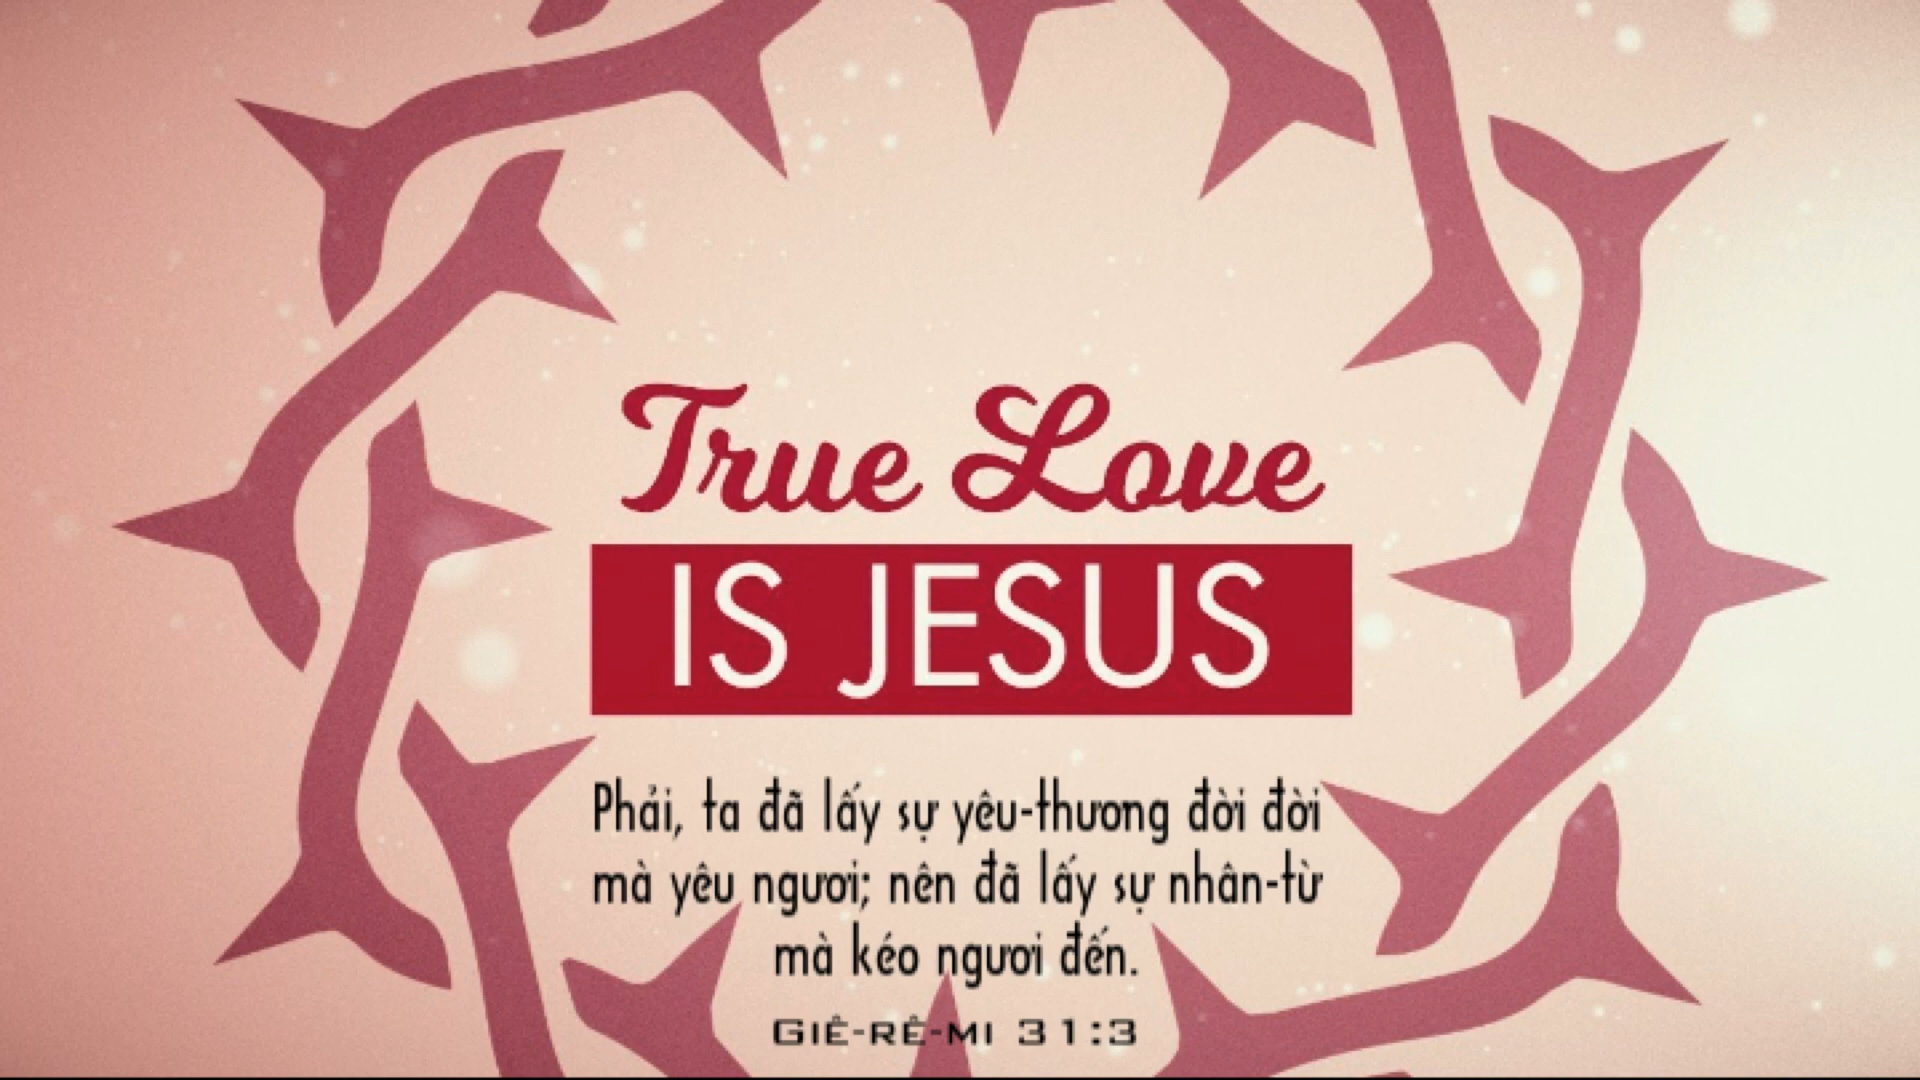 True Love
IS JESUS
Phải, ta đã lấy sự yêu-thương đời đời
mà yêu ngươi; nên đã lấy sự nhân-từ
mà kéo ngươi đến.
GIÊ-RÊ-MI 31:3